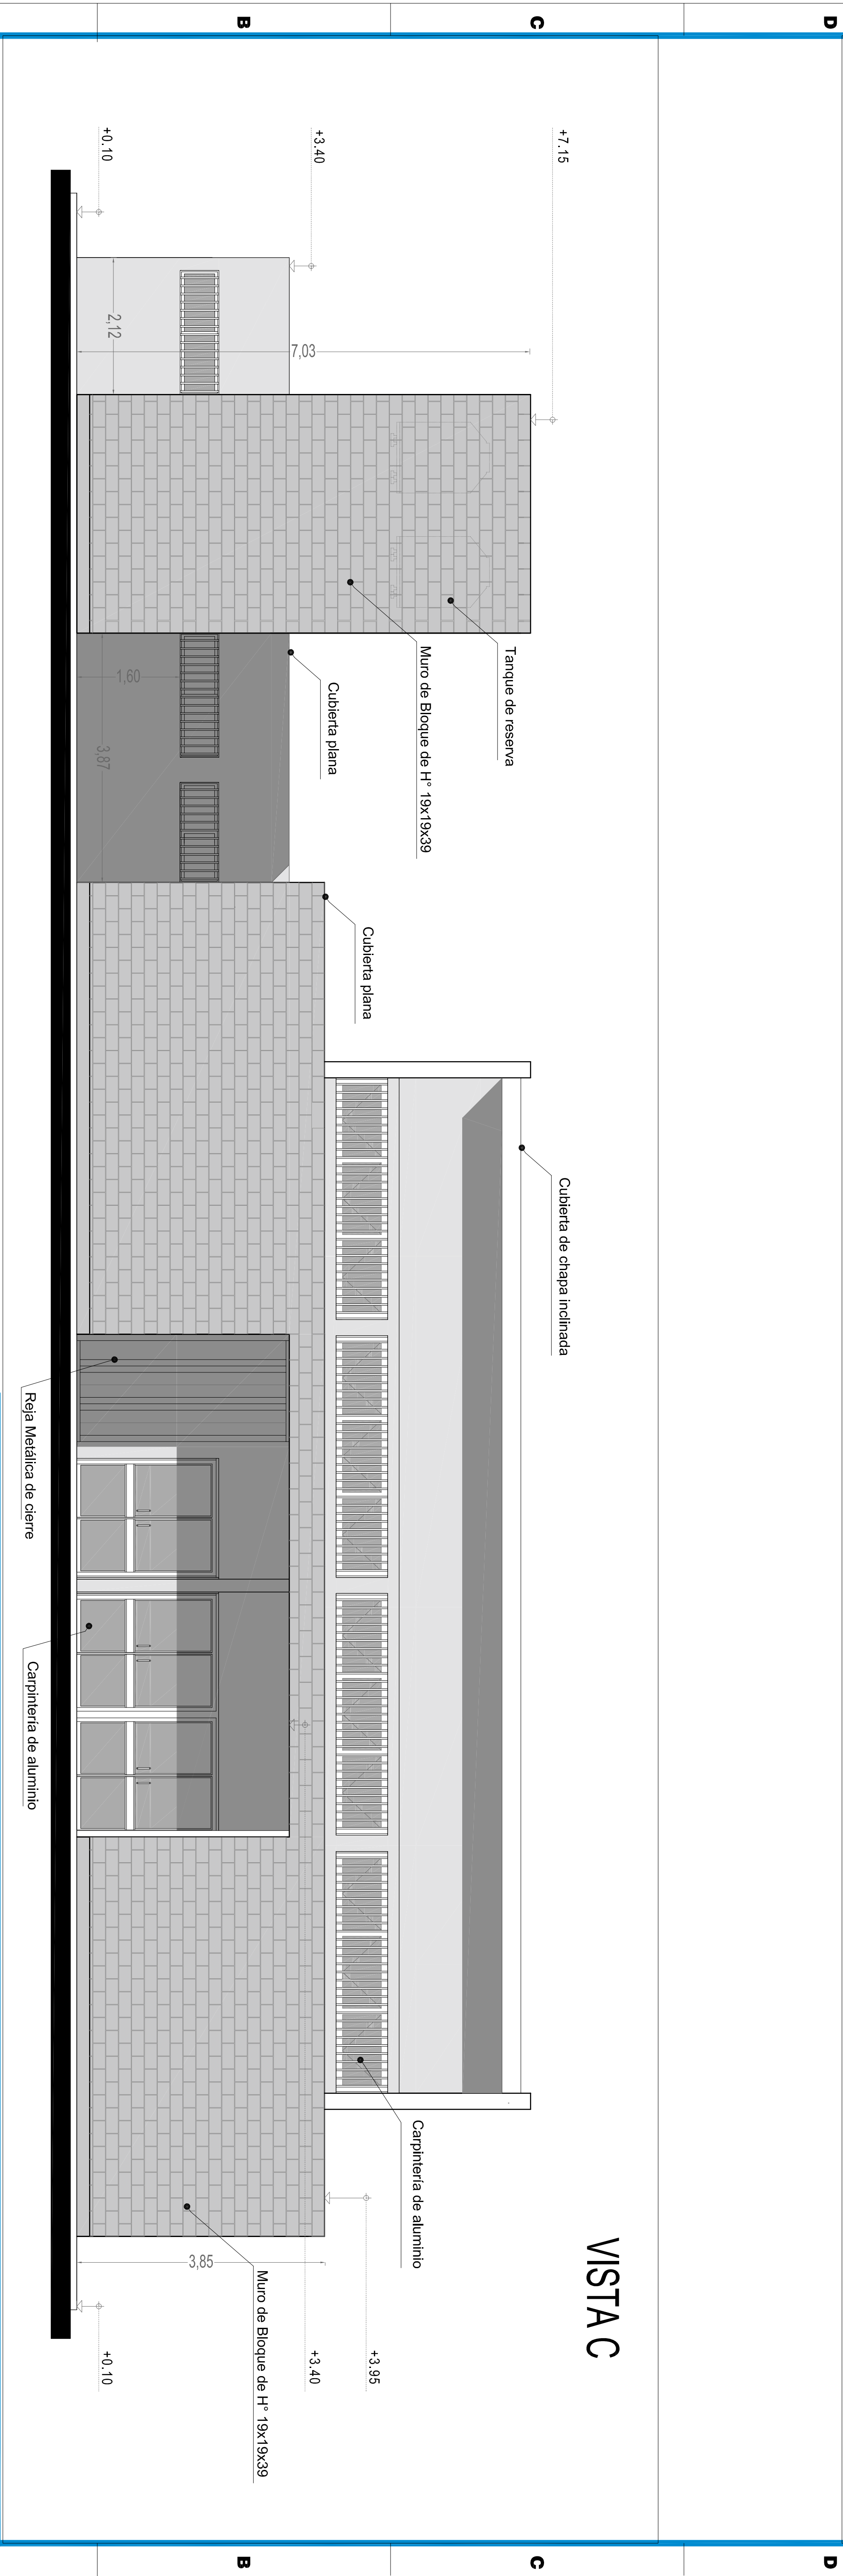 D
C
B
+7.15
+3.40
+0.10
7,03
2,12
Tanque de reserva
Muro de Bloque de H° 19x19x39
Cubierta plana
1,60
3,87
Cubierta plana
Cubierta de chapa inclinada
Reja Metálica de cierre
Carpintería de aluminio
Carpintería de aluminio
VISTA C
3,85
Muro de Bloque de H° 19x19x39
+3.95
+3.40
+0.10
D
C
B